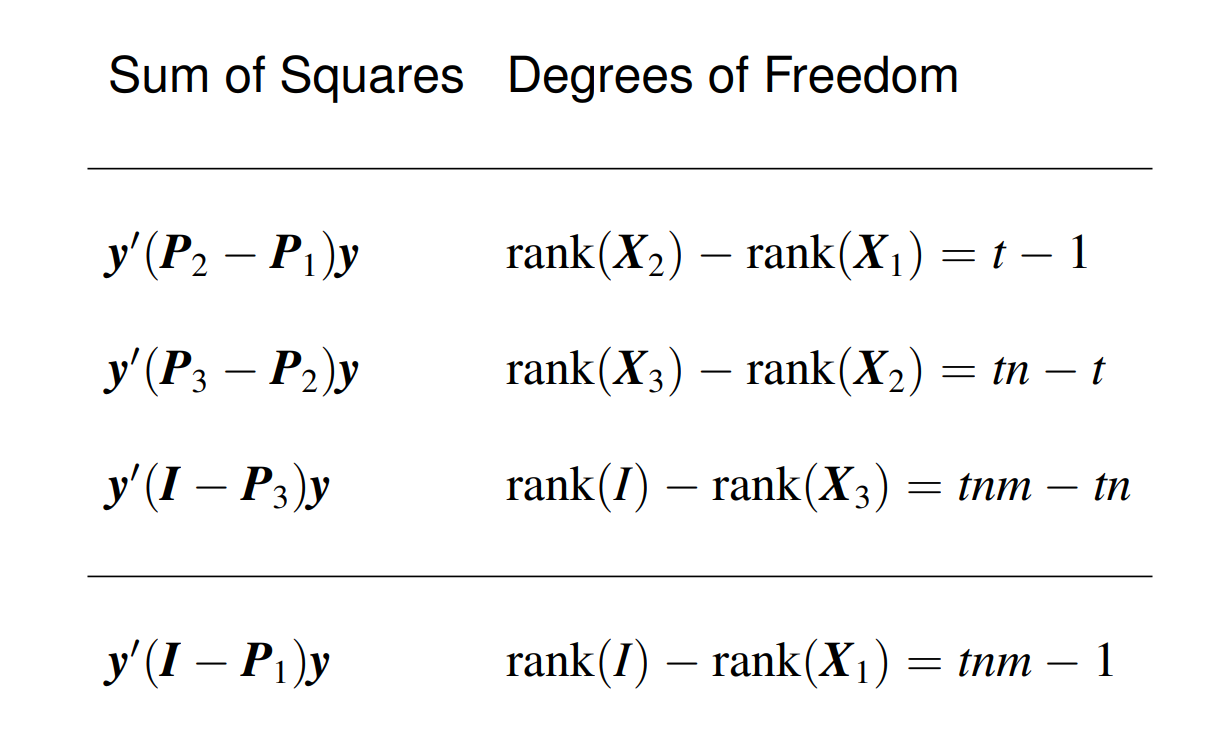 Sum of Squares Degrees of Freedom
y′(P₂ − P₁)y rank(X₂) − rank(X₁) = t − 1
y′(P₃ − P₂)y rank(X₃) − rank(X₂) = tn − t
y′(I − P₃)y rank(I) − rank(X₃) = tnm − tn
y′(I − P₁)y rank(I) − rank(X₁) = tnm − 1